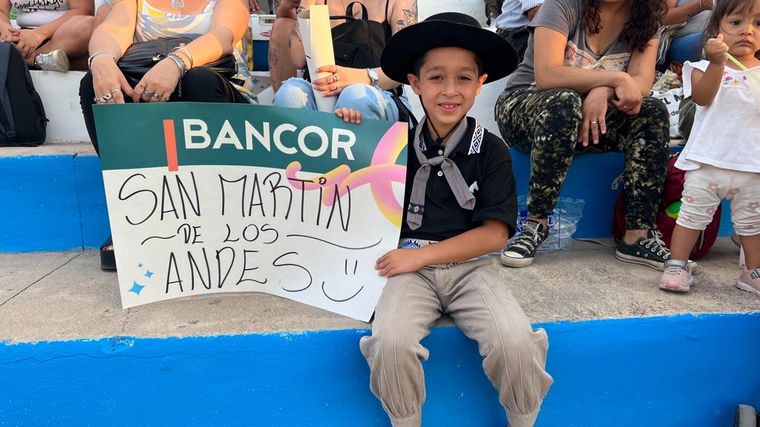 BANCOR
SAN MARTIN
DE LOS
ANDES